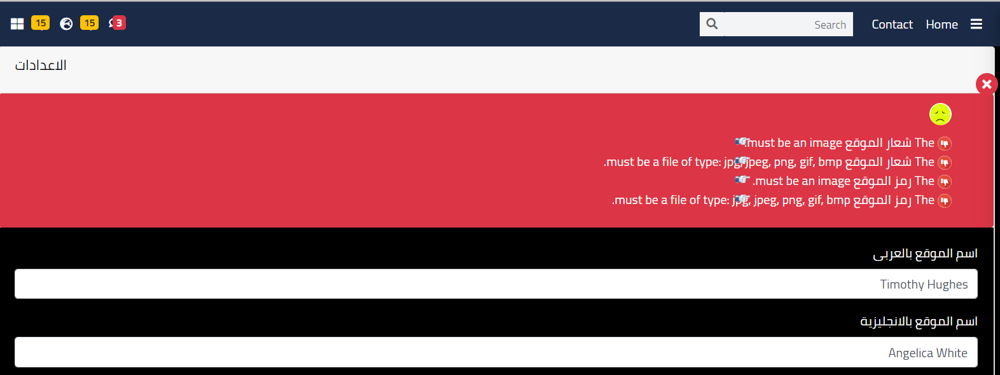 15
15
3
Search
Contact
Home
الاعدادات
The شعار الموقع must be an image.
The شعار الموقع must be a file of type: jpg, jpeg, png, gif, bmp.
The رمز الموقع must be an image.
The رمز الموقع must be a file of type: jpg, jpeg, png, gif, bmp.
اسم الموقع بالعربى
Timothy Hughes
اسم الموقع بالانجليزية
Angelica White